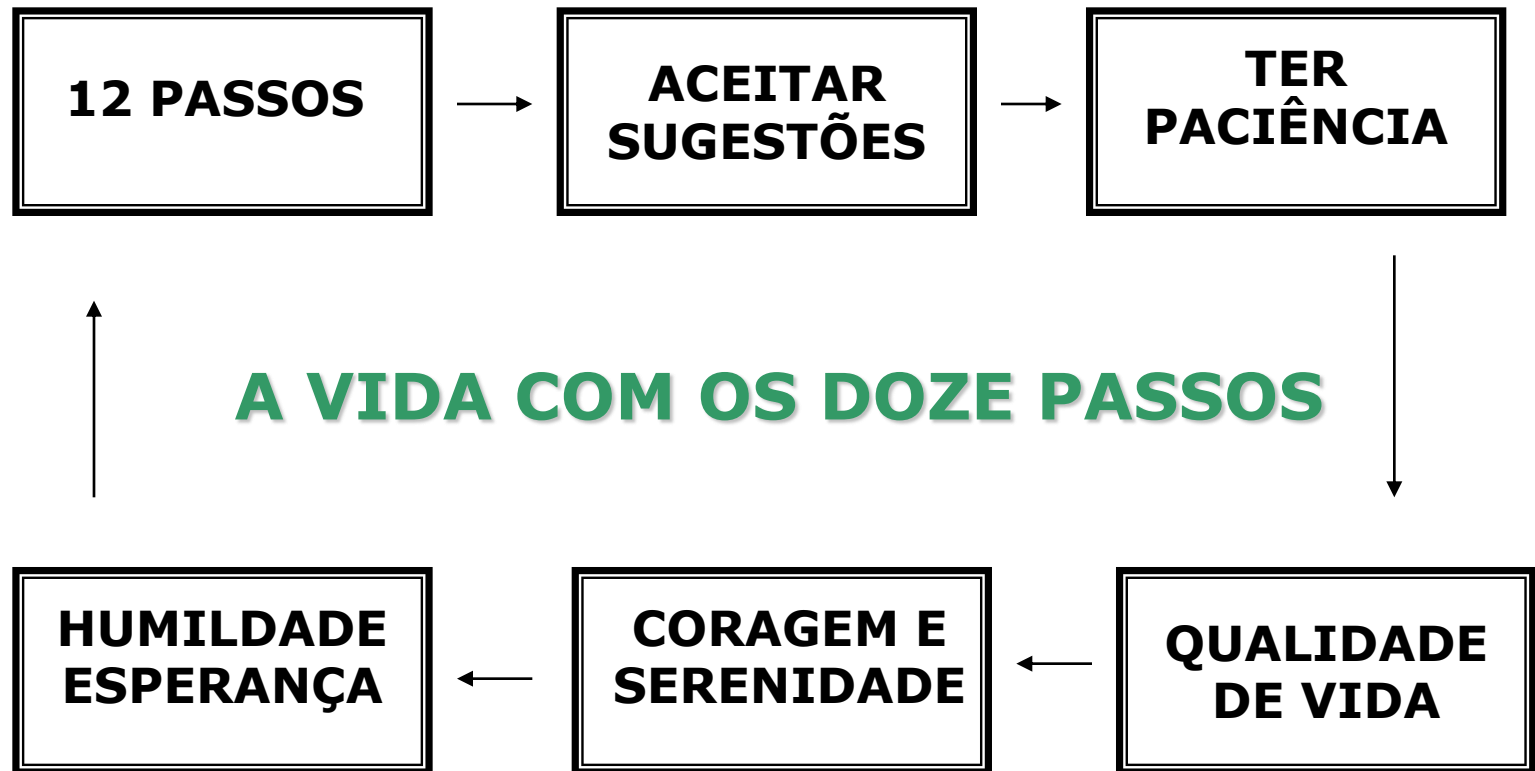 12 PASSOS
ACEITAR
SUGESTÕES
TER
PACIÊNCIA
A VIDA COM OS DOZE PASSOS
HUMILDADE
ESPERANÇA
CORAGEM E
SERENIDADE
QUALIDADE
DE VIDA